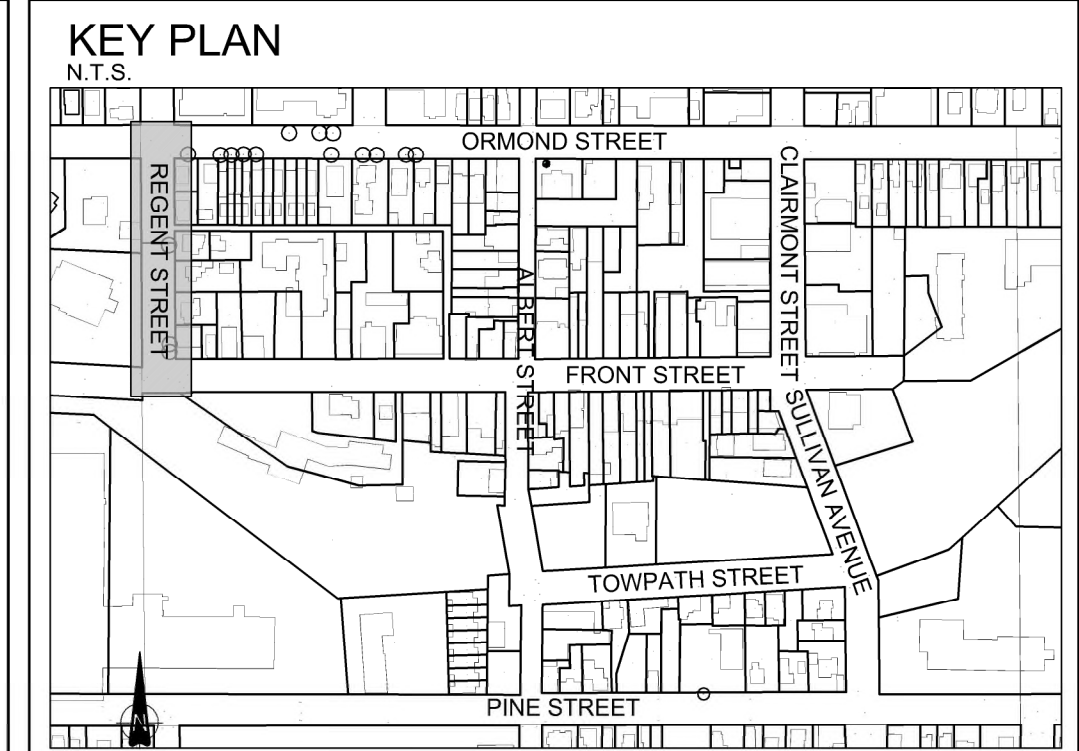 KEY PLAN
N.T.S.
ORMOND STREET
REGENT STREET
CLAIRMONT STREET
ALBERT STREET
FRONT STREET
SULLIVAN AVENUE
TOWPATH STREET
PINE STREET
N